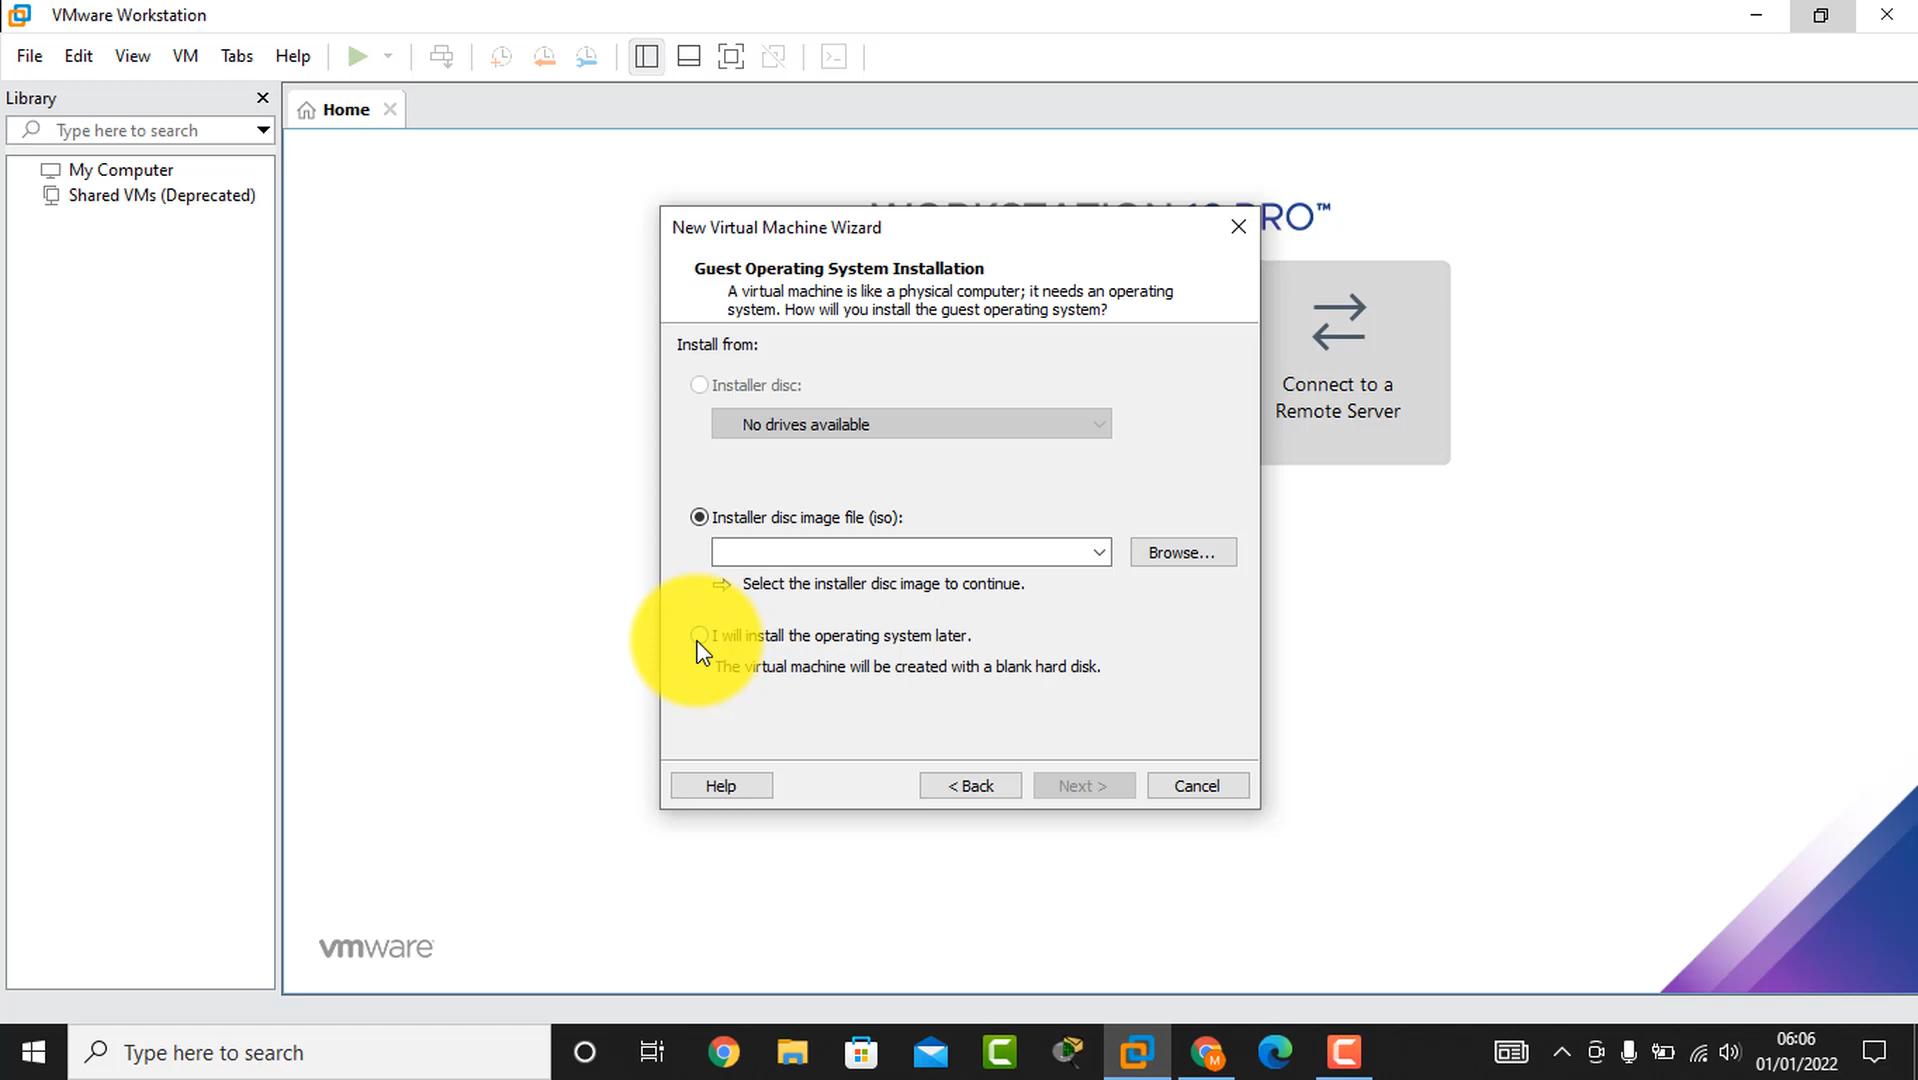 VMware Workstation
File Edit View VM Tabs Help
Library
Type here to search
My Computer
Shared VMs (Deprecated)
Home
PRO™
New Virtual Machine Wizard
Guest Operating System Installation
A virtual machine is like a physical computer; it needs an operating
system. How will you install the guest operating system?
Install from:
Installer disc:
No drives available
Installer disc image file (iso):
Browse...
Select the installer disc image to continue.
I will install the operating system later.
The virtual machine will be created with a blank hard disk.
Help < Back Next > Cancel
Connect to a
Remote Server
vmware
Type here to search
M
06:06
01/01/2022